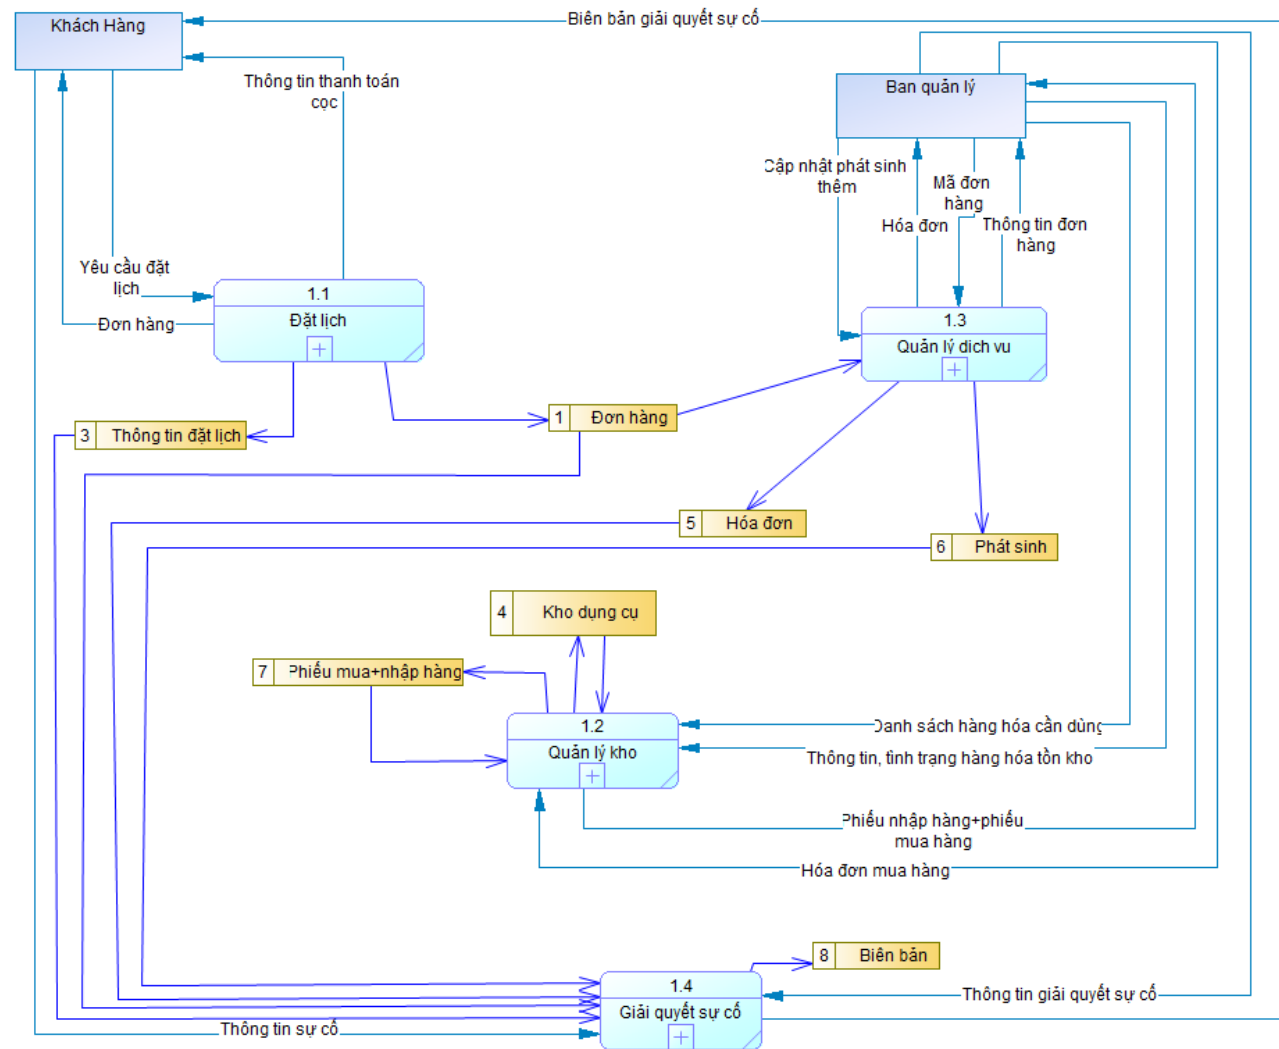 Khách Hàng
Biên bản giải quyết sự cố
Thông tin thanh toán
cọc
Ban quản lý
Cập nhật phát sinh
thêm
Mã đơn
hàng
Hóa đơn
Thông tin đơn
hàng
Yêu cầu đặt
lịch
Đơn hàng
1.1
Đặt lịch
1.3
Quản lý dich vu
1 Đơn hàng
3 Thông tin đặt lịch
5 Hóa đơn
6 Phát sinh
4 Kho dụng cụ
7 Phiếu mua+nhập hàng
1.2
Quản lý kho
Danh sách hàng hóa cần dùng
Thông tin, tình trạng hàng hóa tồn kho
Phiếu nhập hàng+phiếu
mua hàng
Hóa đơn mua hàng
8 Biên bản
1.4
Giải quyết sự cố
Thông tin giải quyết sự cố
Thông tin sự cố